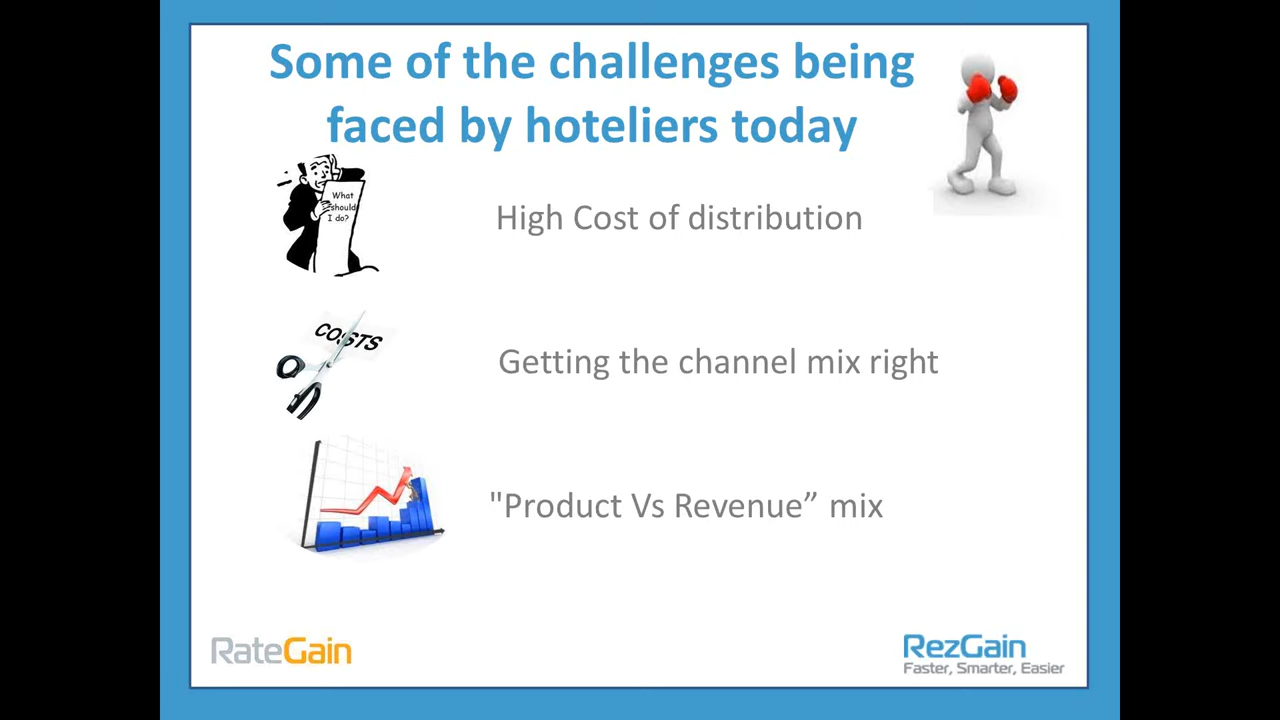 Some of the challenges being
faced by hoteliers today
What
should
I do?
High Cost of distribution
COSTS
Getting the channel mix right
"Product Vs Revenue” mix
RateGain
RezGain
Faster, Smarter, Easier